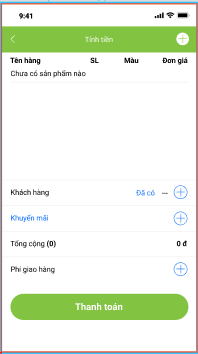 9:41
Tính tiền
Tên hàng SL Màu Đơn giá
Chưa có sản phẩm nào
Khách hàng Đã có ---
Khuyến mãi
Tổng cộng (0) 0 đ
Phí giao hàng
Thanh toán